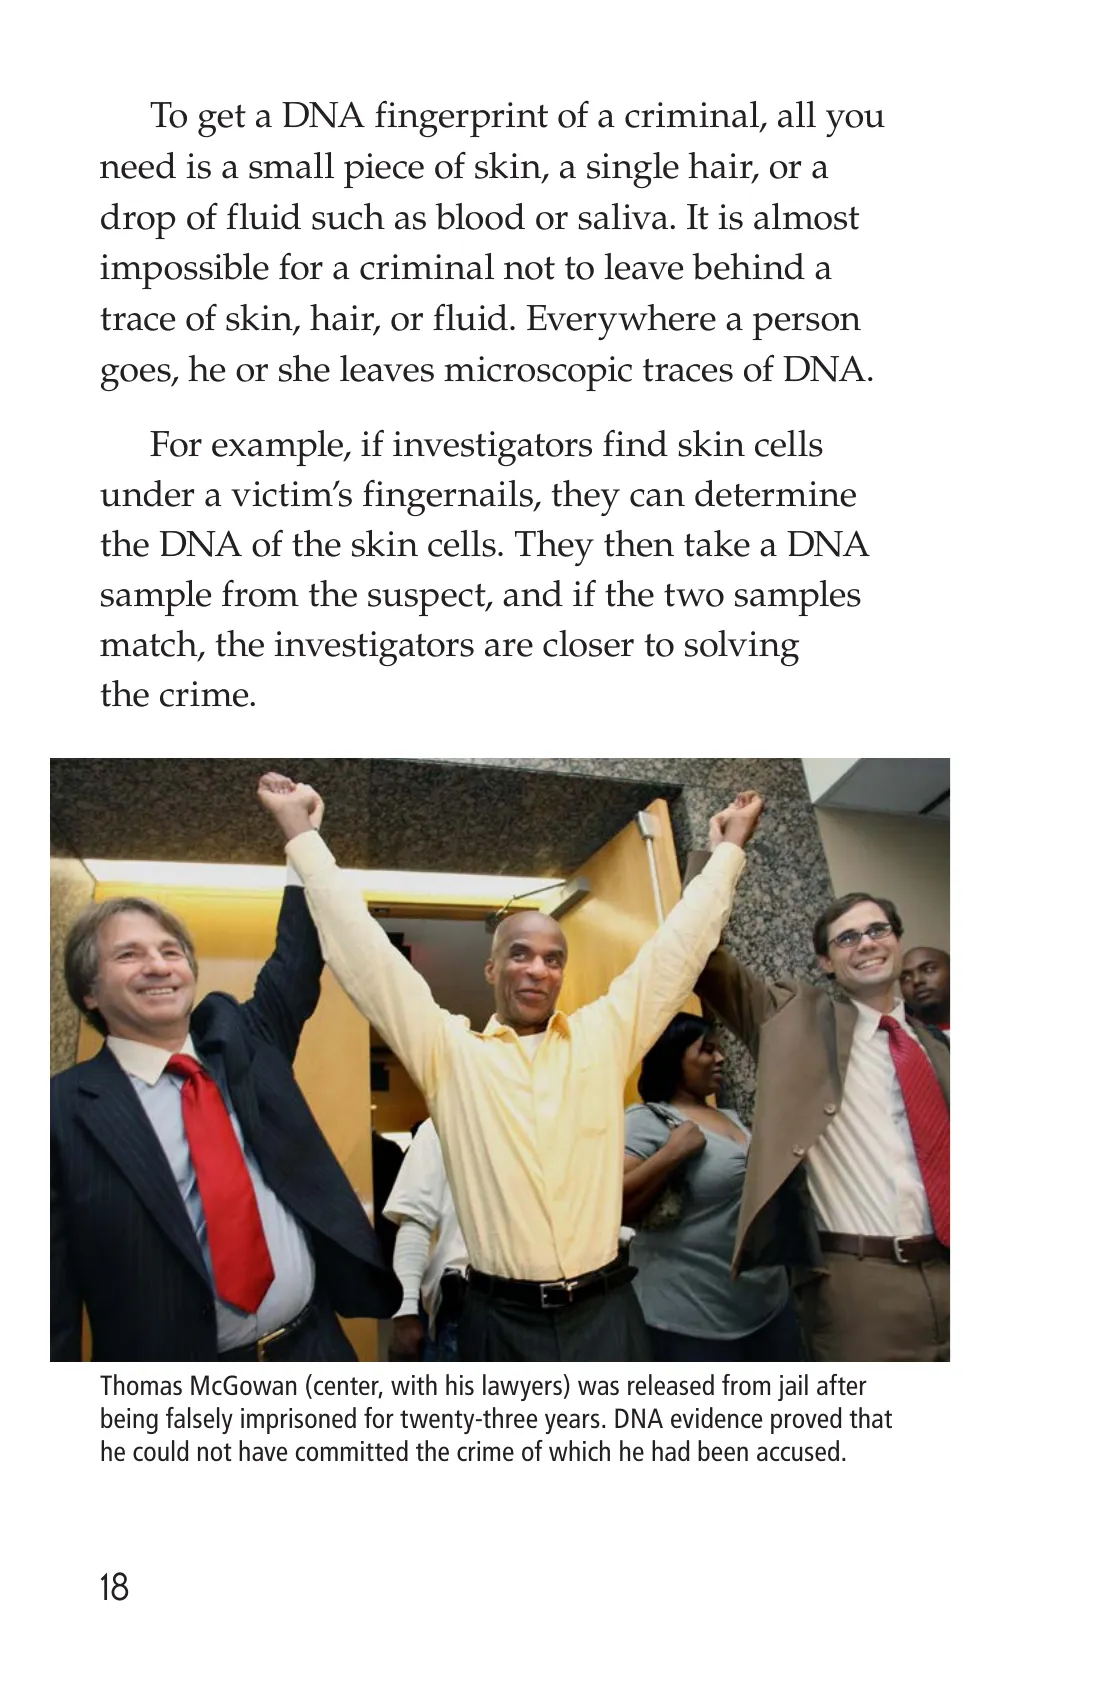 To get a DNA fingerprint of a criminal, all you
need is a small piece of skin, a single hair, or a
drop of fluid such as blood or saliva. It is almost
impossible for a criminal not to leave behind a
trace of skin, hair, or fluid. Everywhere a person
goes, he or she leaves microscopic traces of DNA.
For example, if investigators find skin cells
under a victim’s fingernails, they can determine
the DNA of the skin cells. They then take a DNA
sample from the suspect, and if the two samples
match, the investigators are closer to solving
the crime.
Thomas McGowan (center, with his lawyers) was released from jail after
being falsely imprisoned for twenty-three years. DNA evidence proved that
he could not have committed the crime of which he had been accused.
18